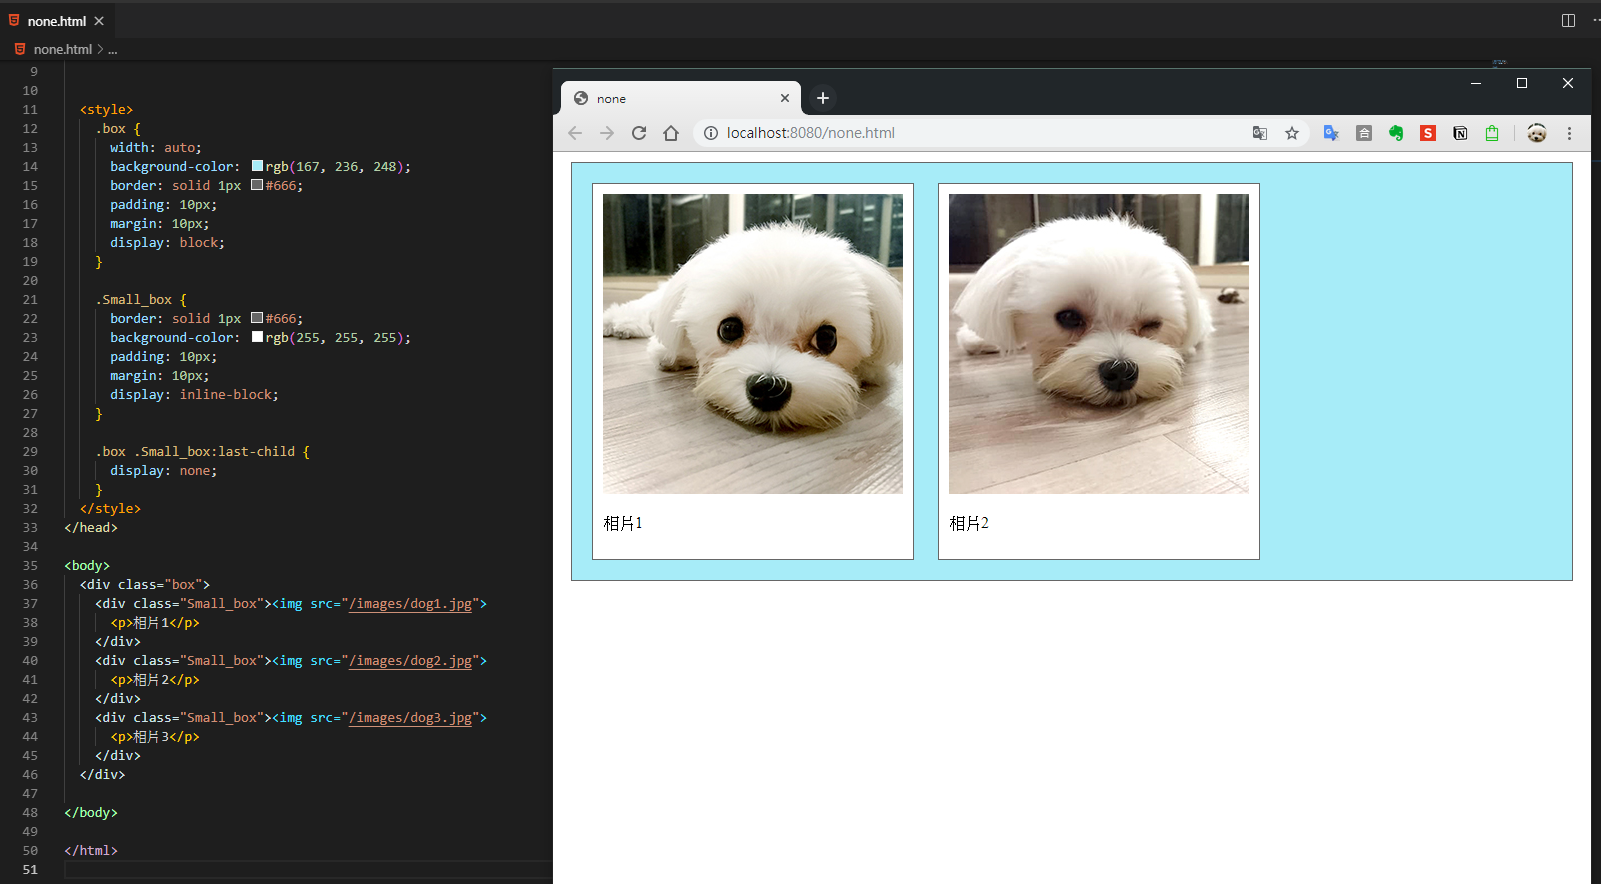 none.html
none.html > ...
9
10
11 <style>
12 .box {
13 width: auto;
14 background-color: rgb(167, 236, 248);
15 border: solid 1px #666;
16 padding: 10px;
17 margin: 10px;
18 display: block;
19 }
20
21 .Small_box {
22 border: solid 1px #666;
23 background-color: rgb(255, 255, 255);
24 padding: 10px;
25 margin: 10px;
26 display: inline-block;
27 }
28
29 .box .Small_box:last-child {
30 display: none;
31 }
32 </style>
33 </head>
34
35 <body>
36 <div class="box">
37 <div class="Small_box"><img src="/images/dog1.jpg">
38 <p>相片1</p>
39 </div>
40 <div class="Small_box"><img src="/images/dog2.jpg">
41 <p>相片2</p>
42 </div>
43 <div class="Small_box"><img src="/images/dog3.jpg">
44 <p>相片3</p>
45 </div>
46 </div>
47
48 </body>
49
50 </html>
51
none
localhost:8080/none.html
相片1
相片2